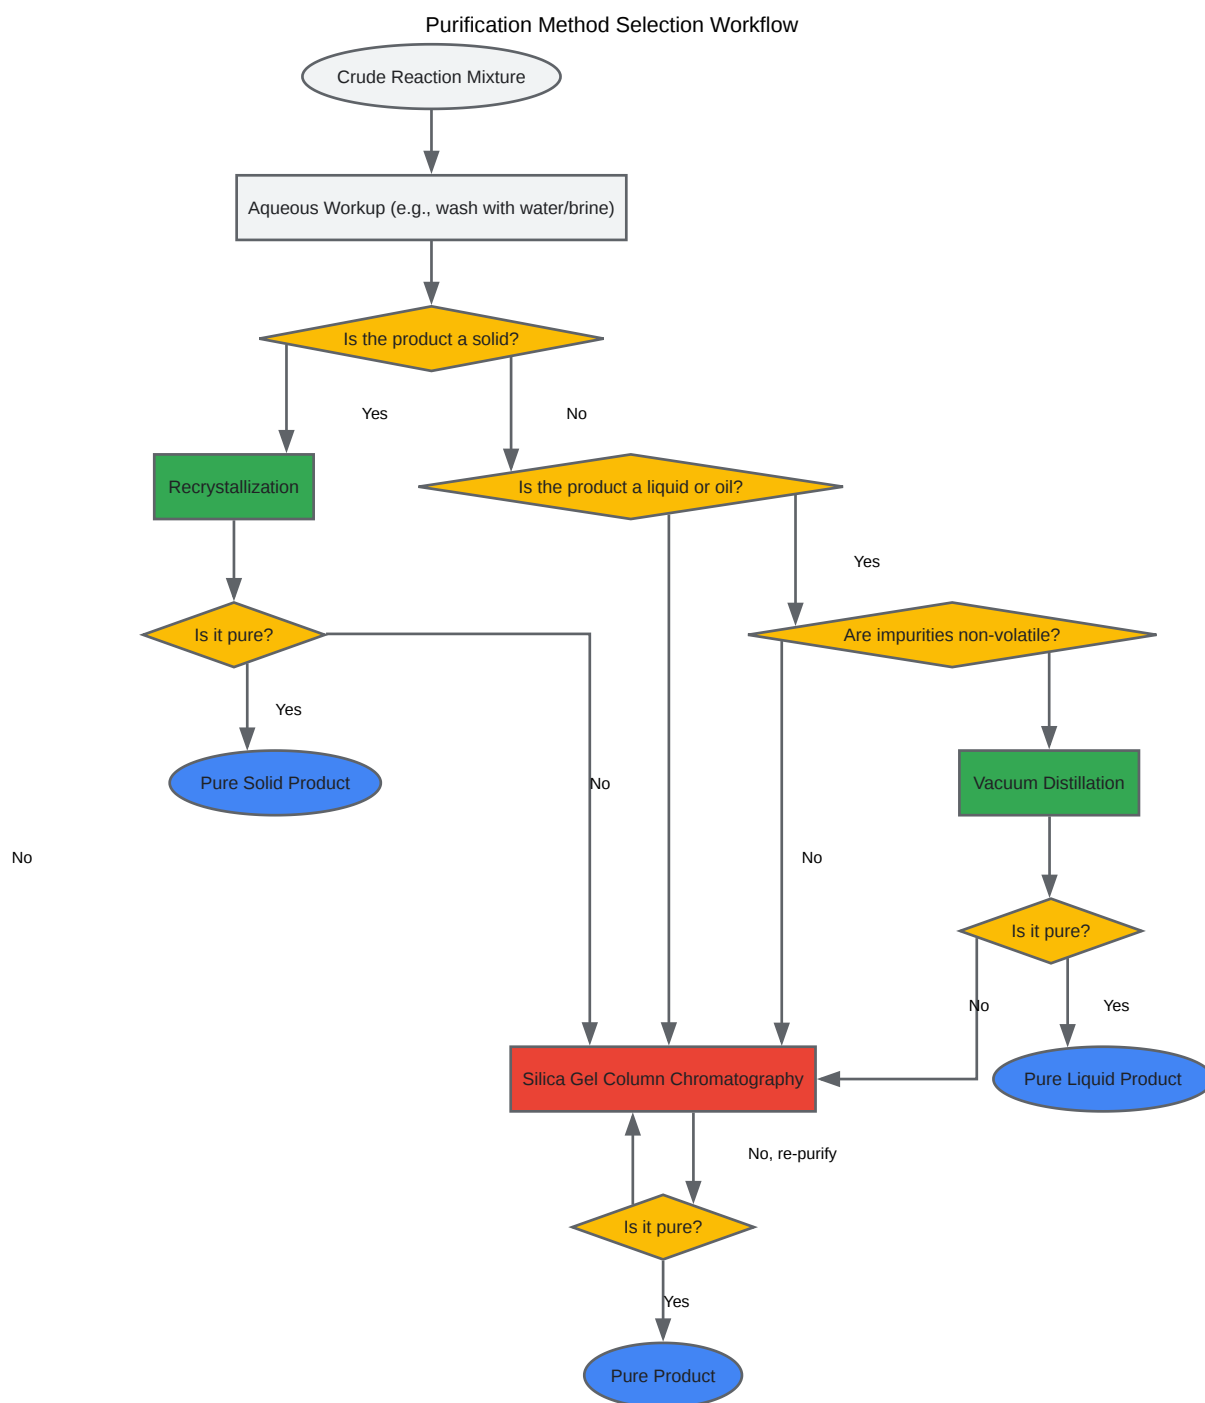 Purification Method Selection Workflow
Crude Reaction Mixture
Aqueous Workup (e.g., wash with water/brine)
Is the product a solid?
Yes
No
Recrystallization
Is the product a liquid or oil?
Yes
Is it pure?
Are impurities non-volatile?
Yes
Pure Solid Product
No
Vacuum Distillation
No
No
Is it pure?
No
Yes
Silica Gel Column Chromatography
Pure Liquid Product
No, re-purify
Is it pure?
Yes
Pure Product